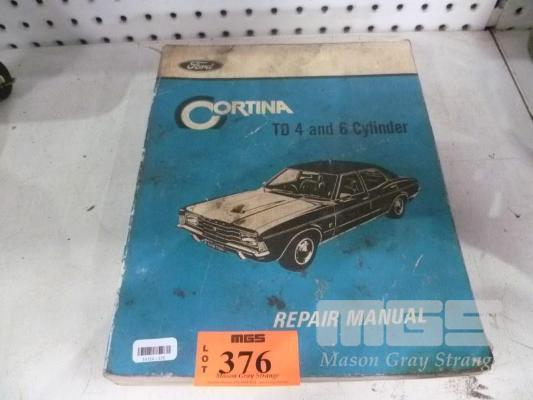 Ford
CORTINA
TD 4 and 6 Cylinder
REPAIR MANUAL
MGS
LOT
376
Mason Gray Strange
MGS
Mason Gray Strange